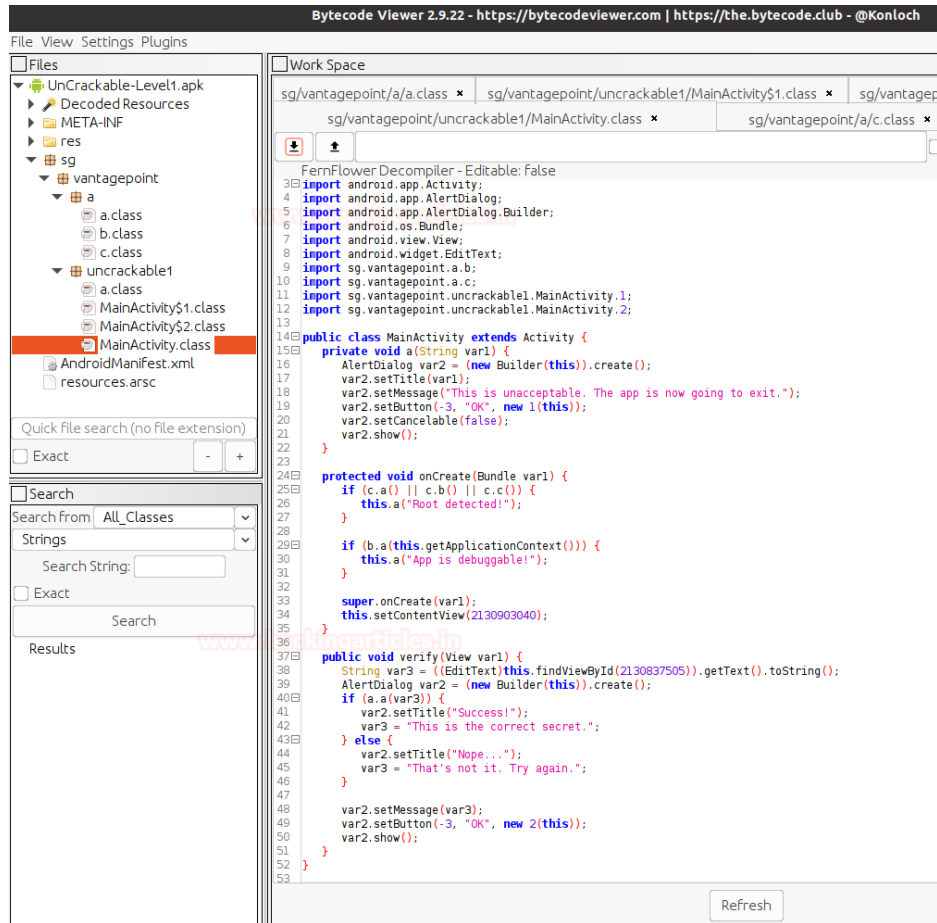 Bytecode Viewer 2.9.22 - https://bytecodeviewer.com | https://the.bytecode.club - @Konloch
File View Settings Plugins
Files
UnCrackable-Level1.apk
Decoded Resources
META-INF
res
sg
vantagepoint
a
a.class
b.class
c.class
uncrackable1
a.class
MainActivity$1.class
MainActivity$2.class
MainActivity.class
AndroidManifest.xml
resources.arsc
Quick file search (no file extension)
Exact
- +
Search
Search from All_Classes
Strings
Search String:
Exact
Search
Results
Work Space
sg/vantagepoint/a/a.class × sg/vantagepoint/uncrackable1/MainActivity$1.class × sg/vantagep
sg/vantagepoint/uncrackable1/MainActivity.class × sg/vantagepoint/a/c.class ×
FernFlower Decompiler - Editable: false
3 import android.app.Activity;
4 import android.app.AlertDialog;
5 import android.app.AlertDialog.Builder;
6 import android.os.Bundle;
7 import android.view.View;
8 import android.widget.EditText;
9 import sg.vantagepoint.a.b;
10 import sg.vantagepoint.a.c;
11 import sg.vantagepoint.uncrackable1.MainActivity.1;
12 import sg.vantagepoint.uncrackable1.MainActivity.2;
13
14 public class MainActivity extends Activity {
15 private void a(String var1) {
16 AlertDialog var2 = (new Builder(this)).create();
17 var2.setTitle(var1);
18 var2.setMessage("This is unacceptable. The app is now going to exit.");
19 var2.setButton(-3, "OK", new 1(this));
20 var2.setCancelable(false);
21 var2.show();
22 }
23
24 protected void onCreate(Bundle var1) {
25 if (c.a() || c.b() || c.c()) {
26 this.a("Root detected!");
27 }
28
29 if (b.a(this.getApplicationContext())) {
30 this.a("App is debuggable!");
31 }
32
33 super.onCreate(var1);
34 this.setContentView(2130903040);
35 }
36
37 public void verify(View var1) {
38 String var3 = ((EditText)this.findViewById(2130837505)).getText().toString();
39 AlertDialog var2 = (new Builder(this)).create();
40 if (a.a(var3)) {
41 var2.setTitle("Success!");
42 var3 = "This is the correct secret.";
43 } else {
44 var2.setTitle("Nope...");
45 var3 = "That's not it. Try again.";
46 }
47
48 var2.setMessage(var3);
49 var2.setButton(-3, "OK", new 2(this));
50 var2.show();
51 }
52 }
53
Refresh